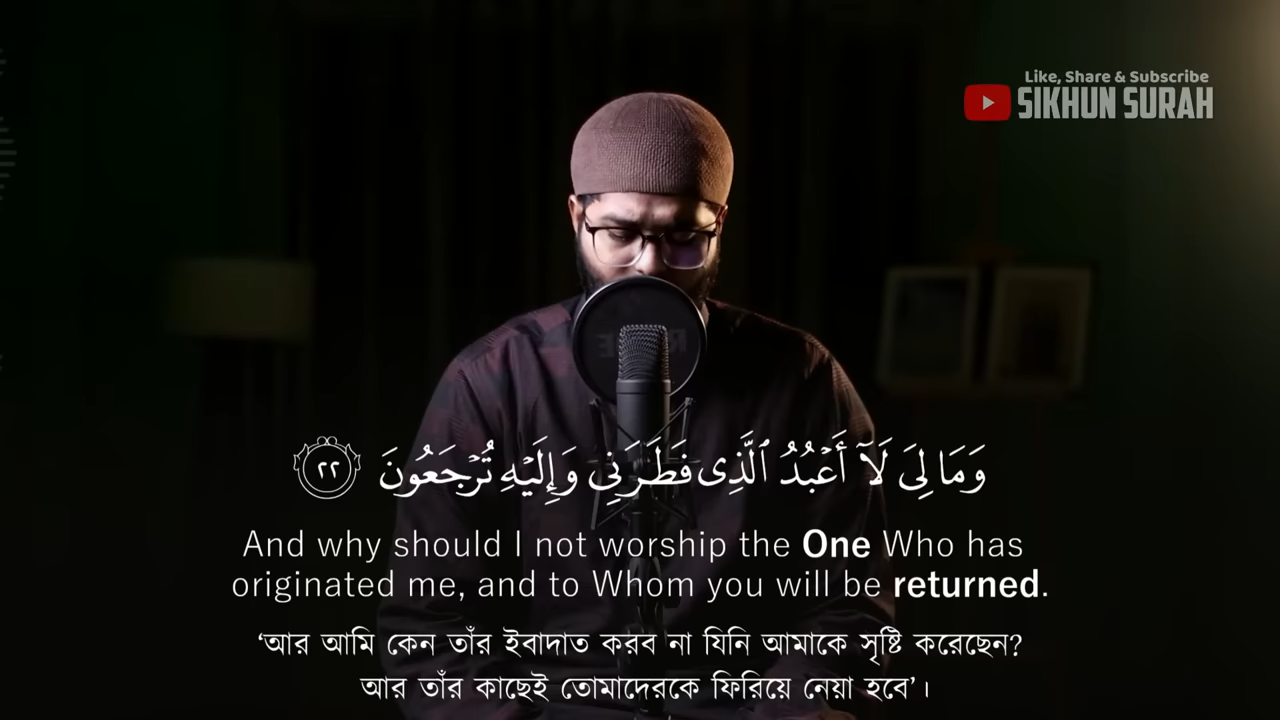 Like, Share & Subscribe
SIKHUN SURAH
وَمَا لِىَ لَآ أَعْبُدُ ٱلَّذِى فَطَرَنِى وَإِلَيْهِ تُرْجَعُونَ ٢٢
And why should I not worship the One Who has
originated me, and to Whom you will be returned.
‘আর আমি কেন তাঁর ইবাদাত করব না যিনি আমাকে সৃষ্টি করেছেন?
আর তাঁর কাছেই তোমাদেরকে ফিরিয়ে নেয়া হবে’।